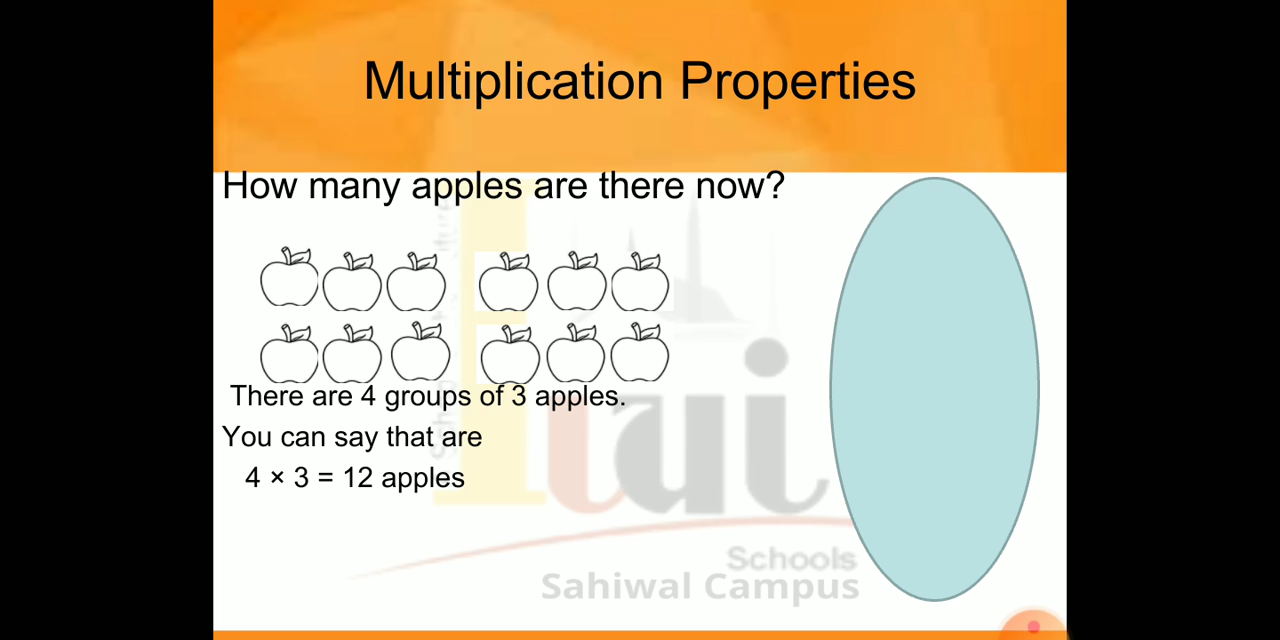 Multiplication Properties
How many apples are there now?
There are 4 groups of 3 apples.
You can say that are
4 × 3 = 12 apples
Schools
Sahiwal Campus